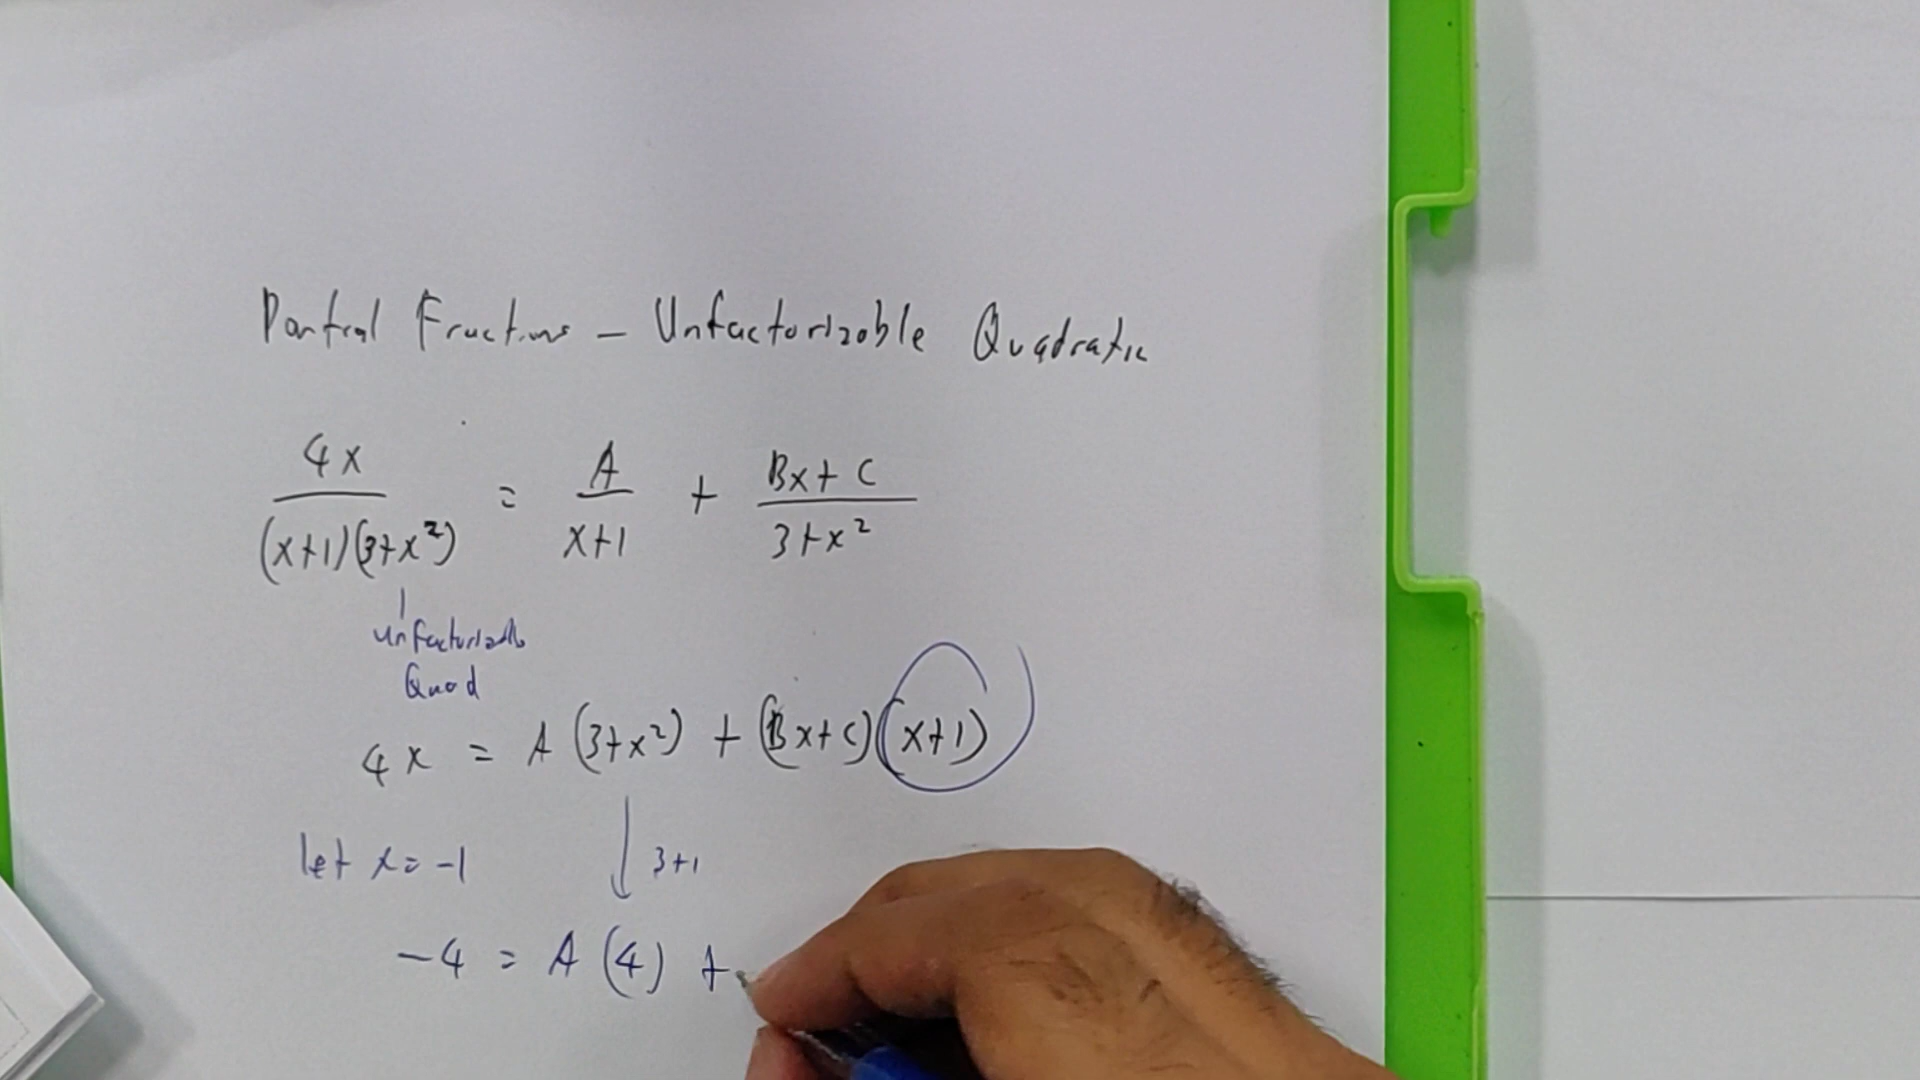 Partial Fractions - Unfactorizable Quadratic
4x / (x+1)(3+x²) = A / x+1 + Bx+C / 3+x²
Unfactorizable
Quad
4x = A(3+x²) + (Bx+C)(x+1)
let x=-1 3+1
-4 = A(4) +